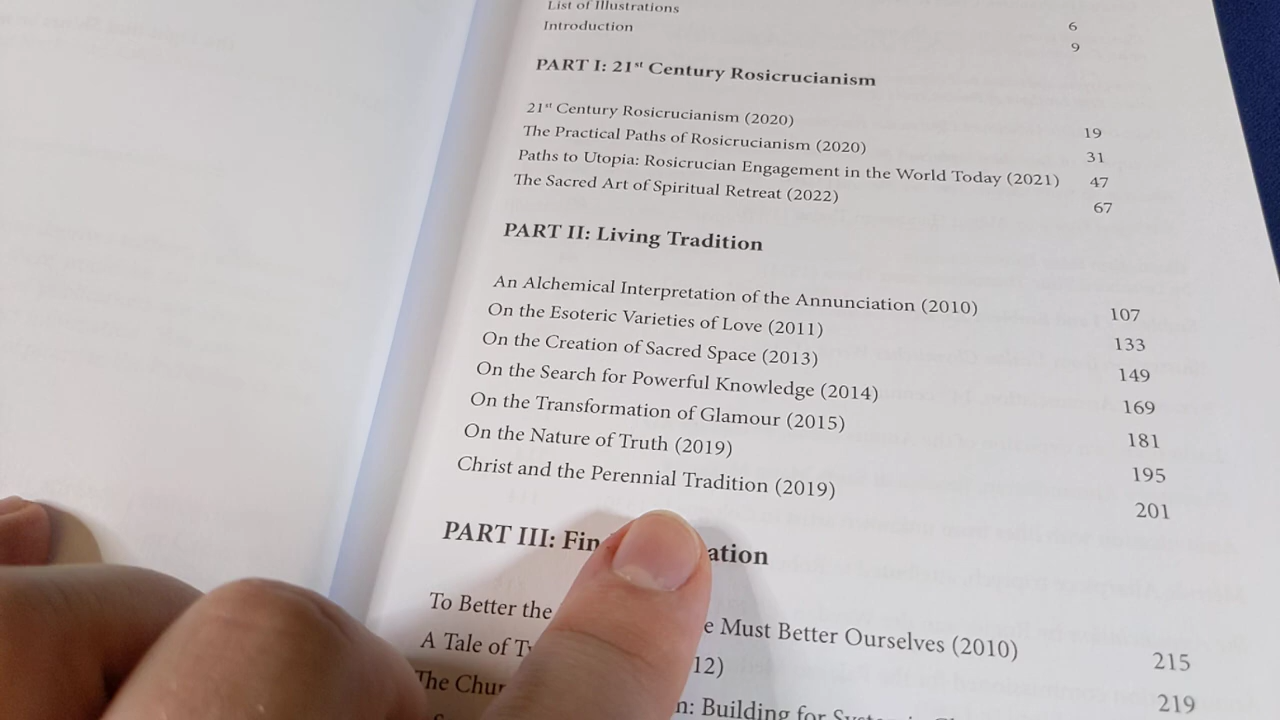 List of Illustrations 6
Introduction 9
PART I: 21st Century Rosicrucianism
21st Century Rosicrucianism (2020) 19
The Practical Paths of Rosicrucianism (2020) 31
Paths to Utopia: Rosicrucian Engagement in the World Today (2021) 47
The Sacred Art of Spiritual Retreat (2022) 67
PART II: Living Tradition
An Alchemical Interpretation of the Annunciation (2010) 107
On the Esoteric Varieties of Love (2011) 133
On the Creation of Sacred Space (2013) 149
On the Search for Powerful Knowledge (2014) 169
On the Transformation of Glamour (2015) 181
On the Nature of Truth (2019) 195
Christ and the Perennial Tradition (2019) 201
PART III:
To Better the Must Better Ourselves (2010) 215
A Tale of 219
The
Building for